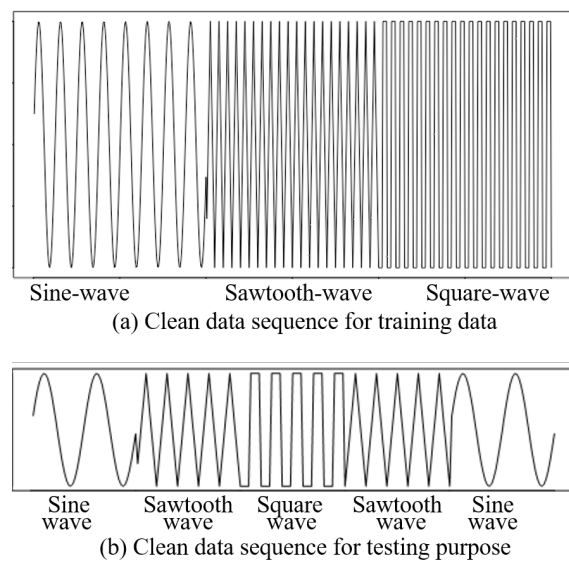 Sine-wave Sawtooth-wave Square-wave
(a) Clean data sequence for training data
Sine Sawtooth Square Sawtooth Sine
wave wave wave wave wave
(b) Clean data sequence for testing purpose